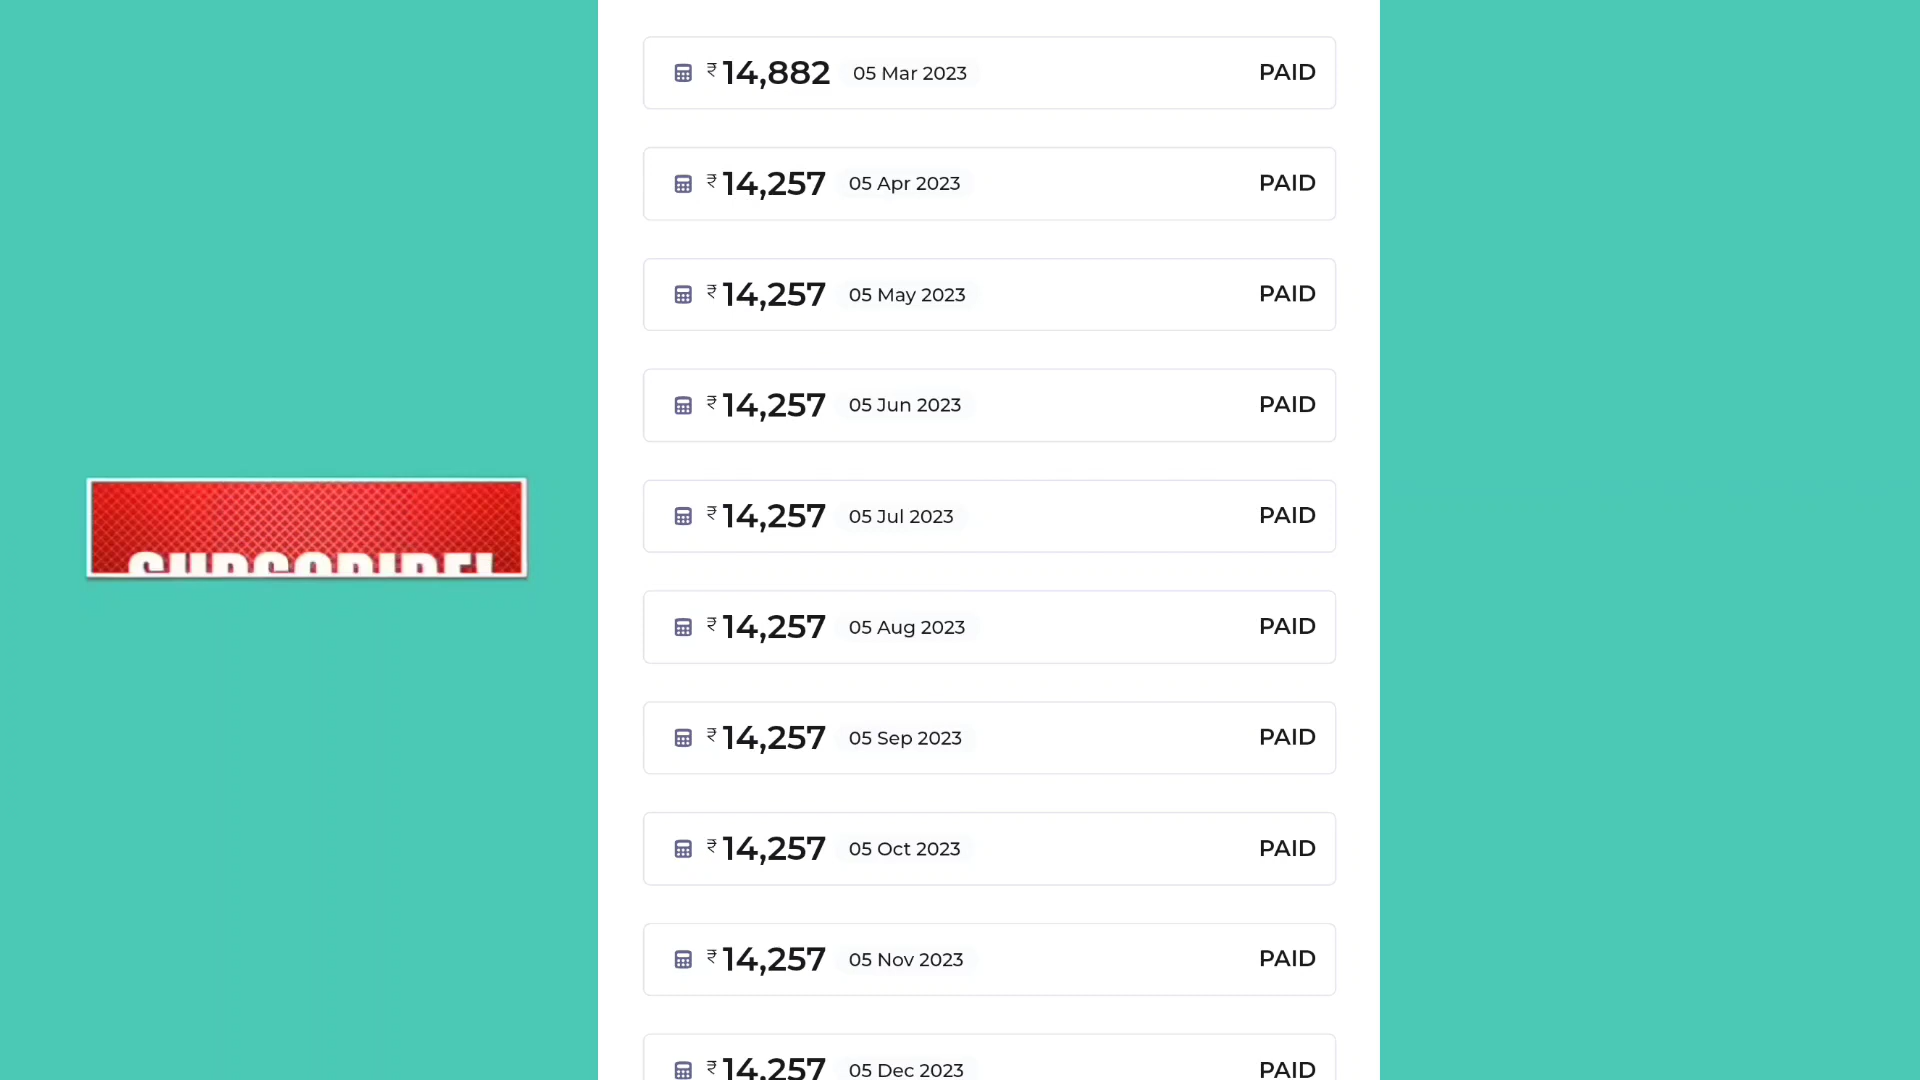 ₹14,882 05 Mar 2023 PAID
₹14,257 05 Apr 2023 PAID
₹14,257 05 May 2023 PAID
₹14,257 05 Jun 2023 PAID
₹14,257 05 Jul 2023 PAID
SUBSCRIBE!
₹14,257 05 Aug 2023 PAID
₹14,257 05 Sep 2023 PAID
₹14,257 05 Oct 2023 PAID
₹14,257 05 Nov 2023 PAID
₹14,257 05 Dec 2023 PAID